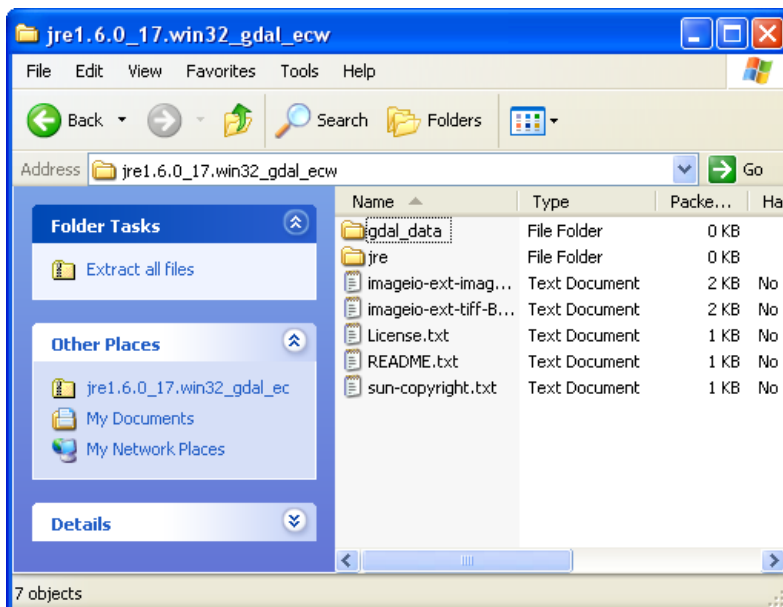 jre1.6.0_17.win32_gdal_ecw
File Edit View Favorites Tools Help
Back Search Folders
Address jre1.6.0_17.win32_gdal_ecw Go
Folder Tasks
Extract all files
Other Places
jre1.6.0_17.win32_gdal_ec
My Documents
My Network Places
Details
Name Type Packe... Ha
gdal_data File Folder 0 KB
jre File Folder 0 KB
imageio-ext-imag... Text Document 2 KB No
imageio-ext-tiff-B... Text Document 2 KB No
License.txt Text Document 1 KB No
README.txt Text Document 1 KB No
sun-copyright.txt Text Document 1 KB No
7 objects